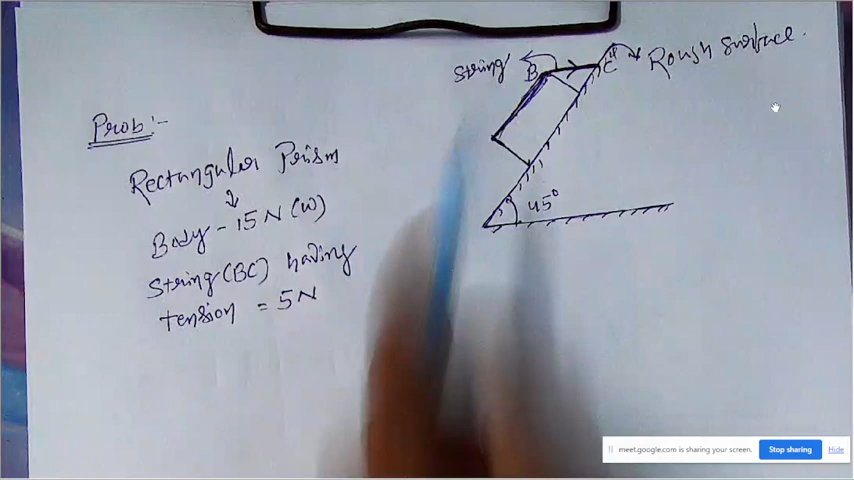 Prob:-
Rectangular Prism
Body - 15N (W)
String (BC) having
tension = 5N
String
B
C
Rough surface.
45°
meet.google.com is sharing your screen.
Stop sharing
Hide